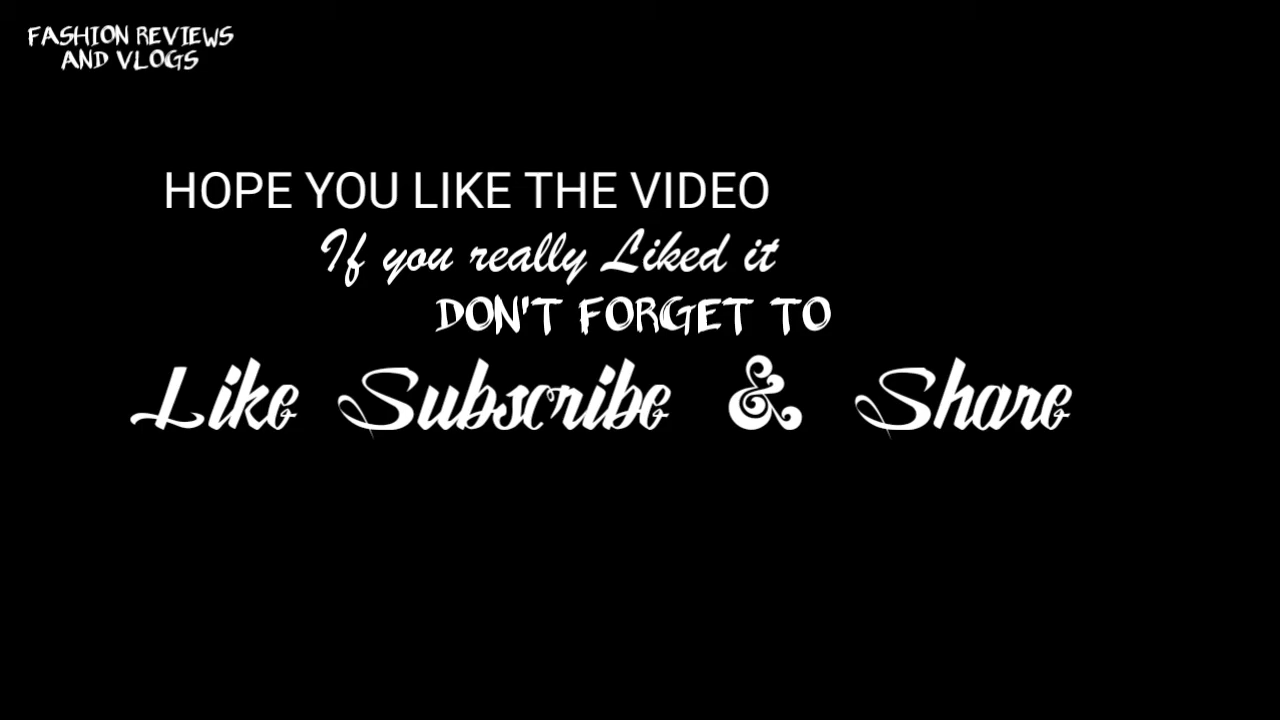 FASHION REVIEWS
AND VLOGS
HOPE YOU LIKE THE VIDEO
If you really Liked it
DON'T FORGET TO
Like Subscribe & Share